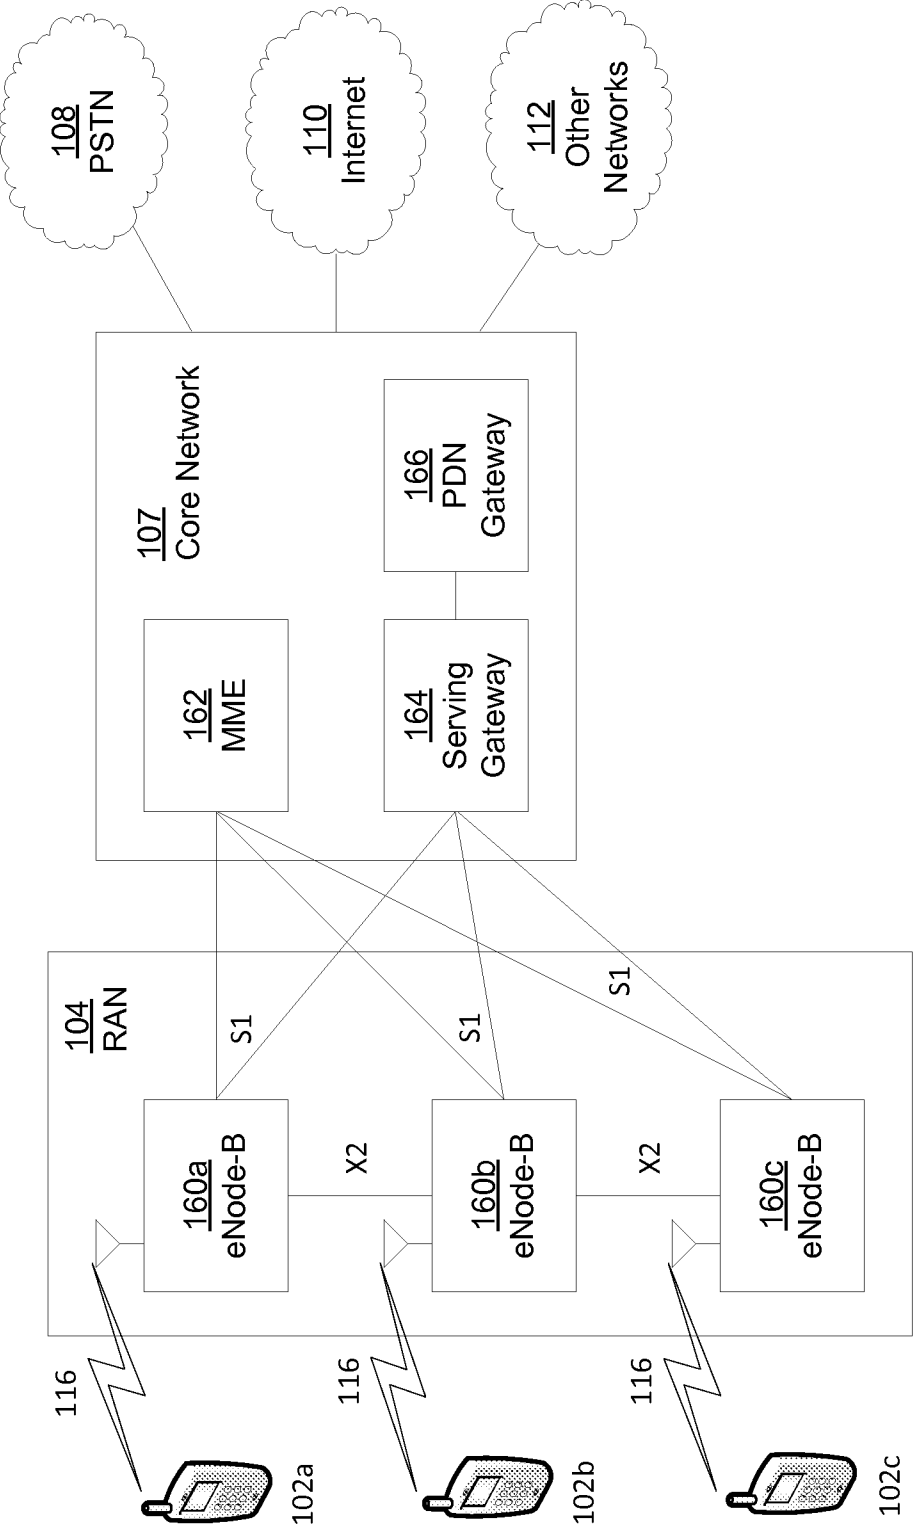 108
PSTN
110
Internet
112
Other
Networks
107
Core Network
166
PDN
Gateway
162
MME
164
Serving
Gateway
104
RAN
S1
S1
S1
160a
eNode-B
X2
160b
eNode-B
X2
160c
eNode-B
116
116
116
102a
102b
102c